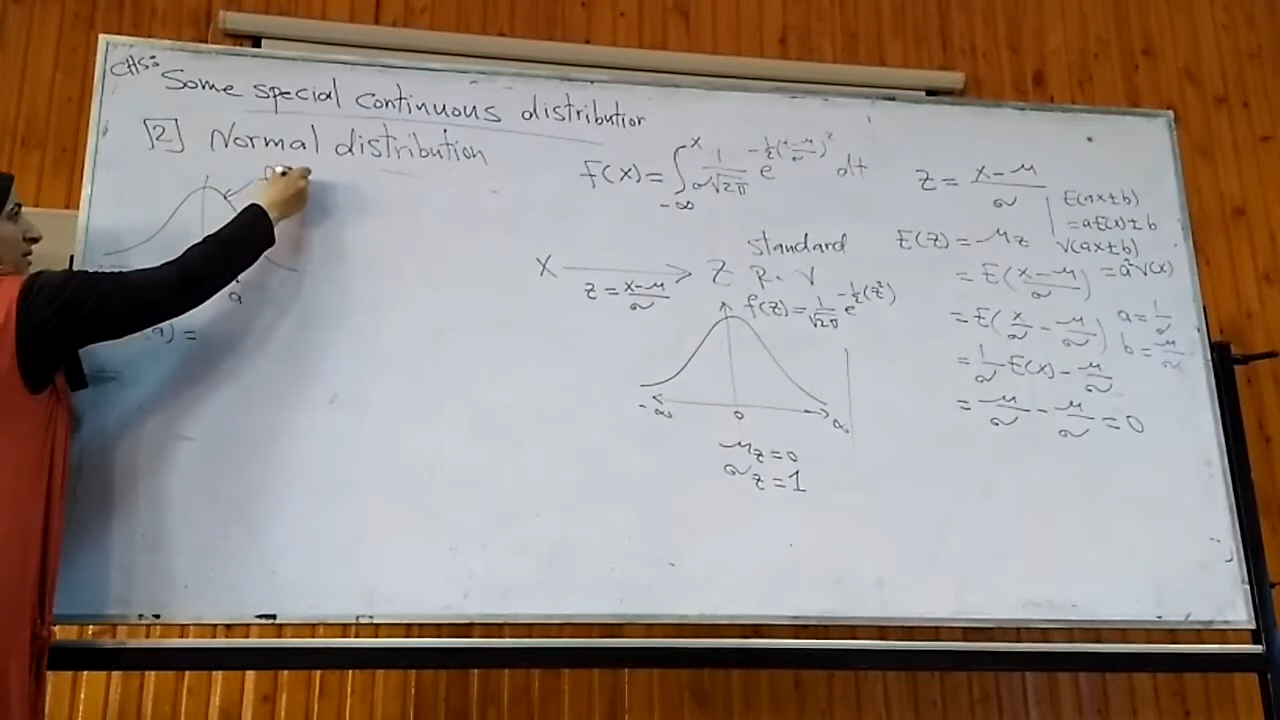 CH5:
Some special continuous distribution
[2] Normal distribution
a
a) =
F(x) = ∫_{-∞}^{x} 1/(σ√2π) e^{-½((t-μ)/σ)²} dt
X → Z
Z = (x-μ)/σ
standard
R. V
f(z) = 1/√2π e^{-½(z²)}
-∞ 0 ∞
μz = 0
σz = 1
Z = (x-μ)/σ
E(z) = μz
= E((x-μ)/σ)
= E(x/σ - μ/σ)
= 1/σ E(x) - μ/σ
= μ/σ - μ/σ = 0
E(ax±b)
= aE(x)±b
V(ax±b)
= a²V(x)
a = 1/σ
b = μ/σ